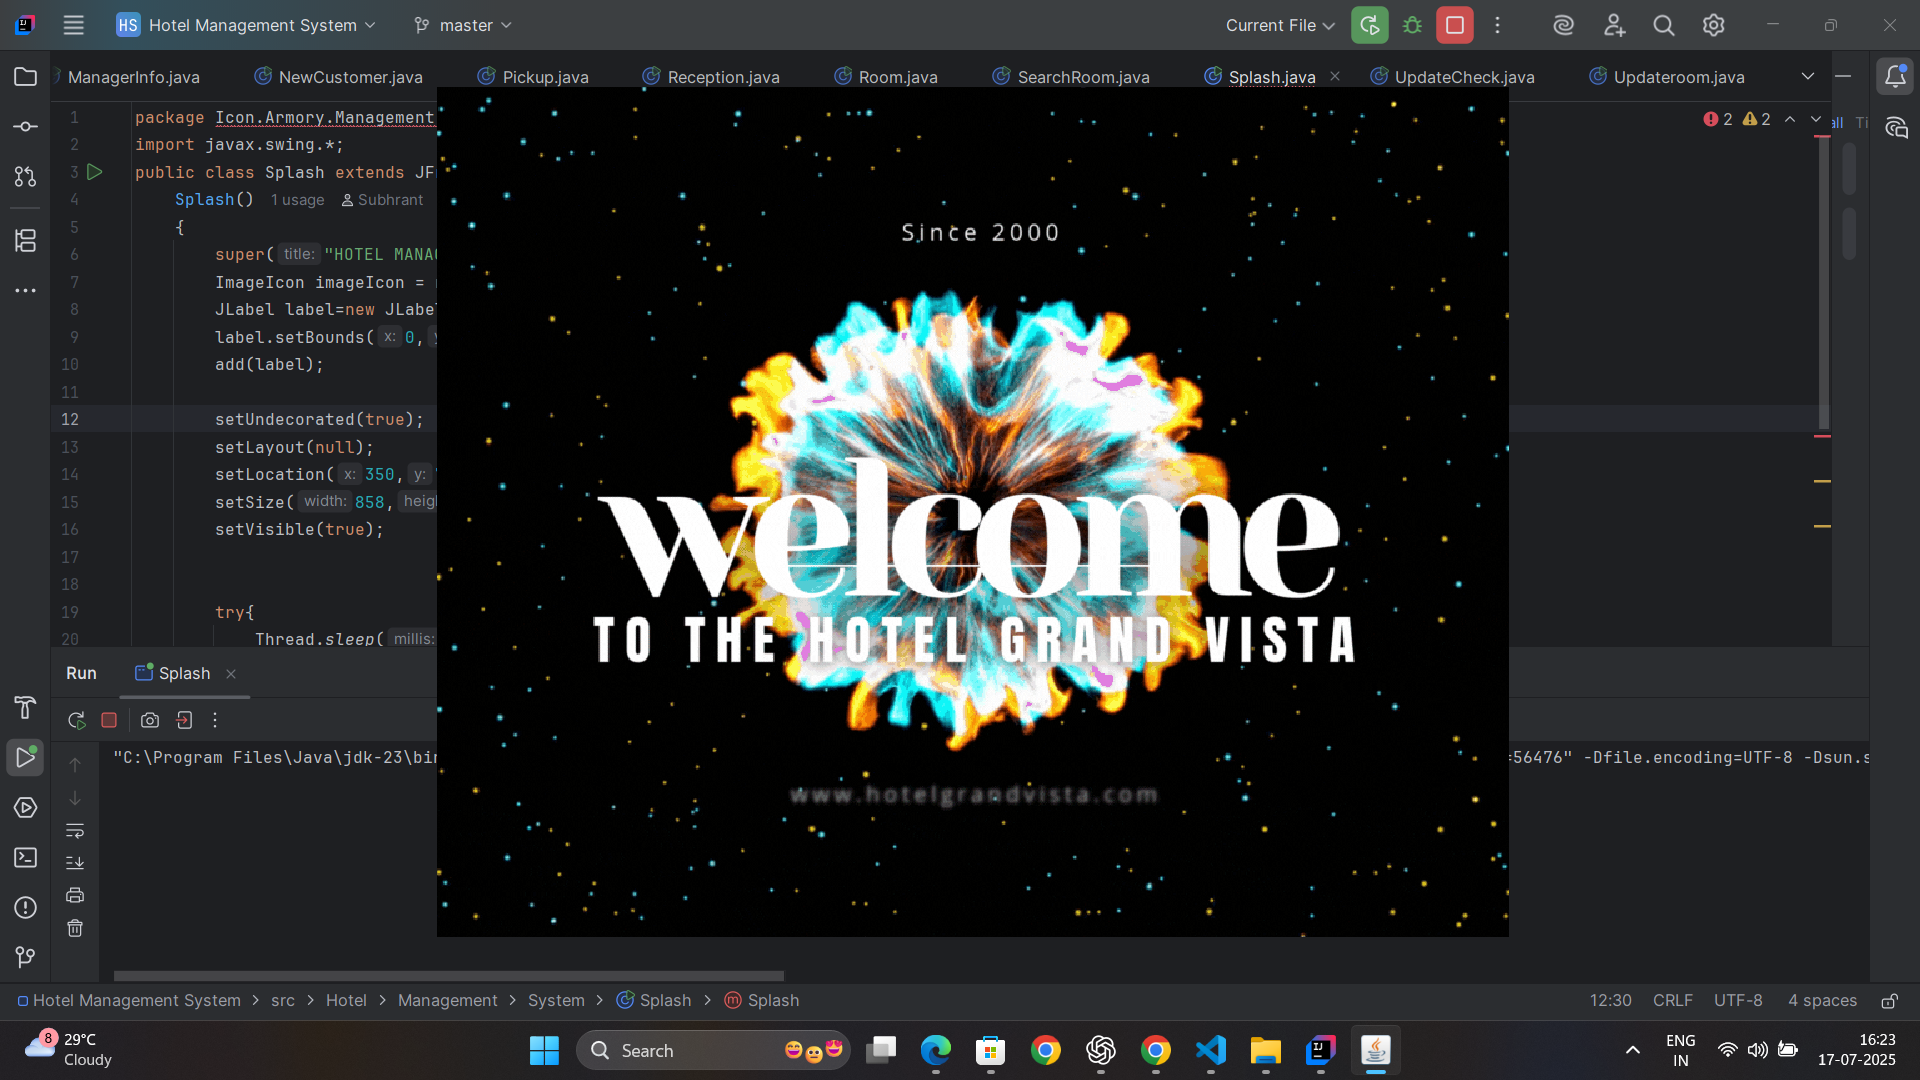 HS Hotel Management System master Current File
ManagerInfo.java NewCustomer.java Pickup.java Reception.java Room.java SearchRoom.java Splash.java UpdateCheck.java Updateroom.java
1 package Icon.Armory.Management
2 import javax.swing.*;
3 public class Splash extends JF
4 Splash() 1 usage Subhrant
5 {
6 super( title: "HOTEL MANA
7 ImageIcon imageIcon =
8 JLabel label=new JLabe
9 label.setBounds( x: 0,
10 add(label);
11
12 setUndecorated(true);
13 setLayout(null);
14 setLocation( x: 350, y:
15 setSize( width: 858, heigh
16 setVisible(true);
17
18
19 try{
20 Thread.sleep( millis:
2 2
all Ti
Since 2000
welcome
TO THE HOTEL GRAND VISTA
www.hotelgrandvista.com
Run Splash
"C:\Program Files\Java\jdk-23\bin =56476" -Dfile.encoding=UTF-8 -Dsun.s
Hotel Management System > src > Hotel > Management > System > Splash > Splash
12:30 CRLF UTF-8 4 spaces
8 29°C
Cloudy
Search
ENG
IN
16:23
17-07-2025